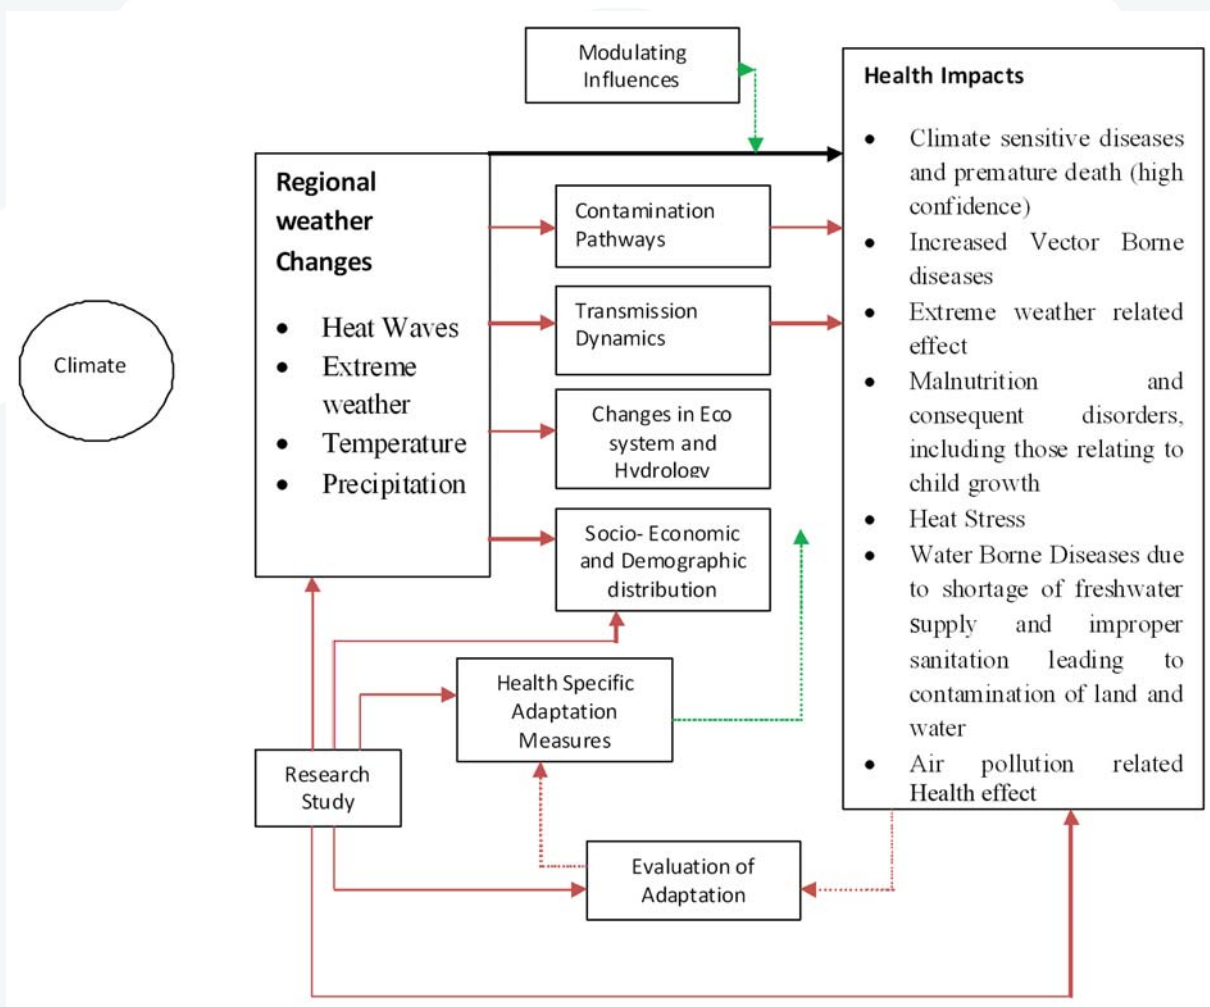 Modulating
Influences
Health Impacts
• Climate sensitive diseases
and premature death (high
confidence)
• Increased Vector Borne
diseases
• Extreme weather related
effect
• Malnutrition and
consequent disorders,
including those relating to
child growth
• Heat Stress
• Water Borne Diseases due
to shortage of freshwater
supply and improper
sanitation leading to
contamination of land and
water
• Air pollution related
Health effect
Regional
weather
Changes
• Heat Waves
• Extreme
weather
• Temperature
• Precipitation
Climate
Contamination
Pathways
Transmission
Dynamics
Changes in Eco
system and
Hydrology
Socio- Economic
and Demographic
distribution
Health Specific
Adaptation
Measures
Research
Study
Evaluation of
Adaptation